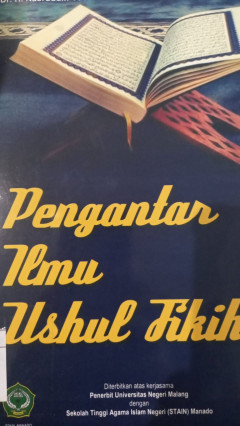 Pengantar
Ilmu
Ushul Fikih
Diterbitkan atas kerjasama
Penerbit Universitas Negeri Malang
dengan
Sekolah Tinggi Agama Islam Negeri (STAIN) Manado